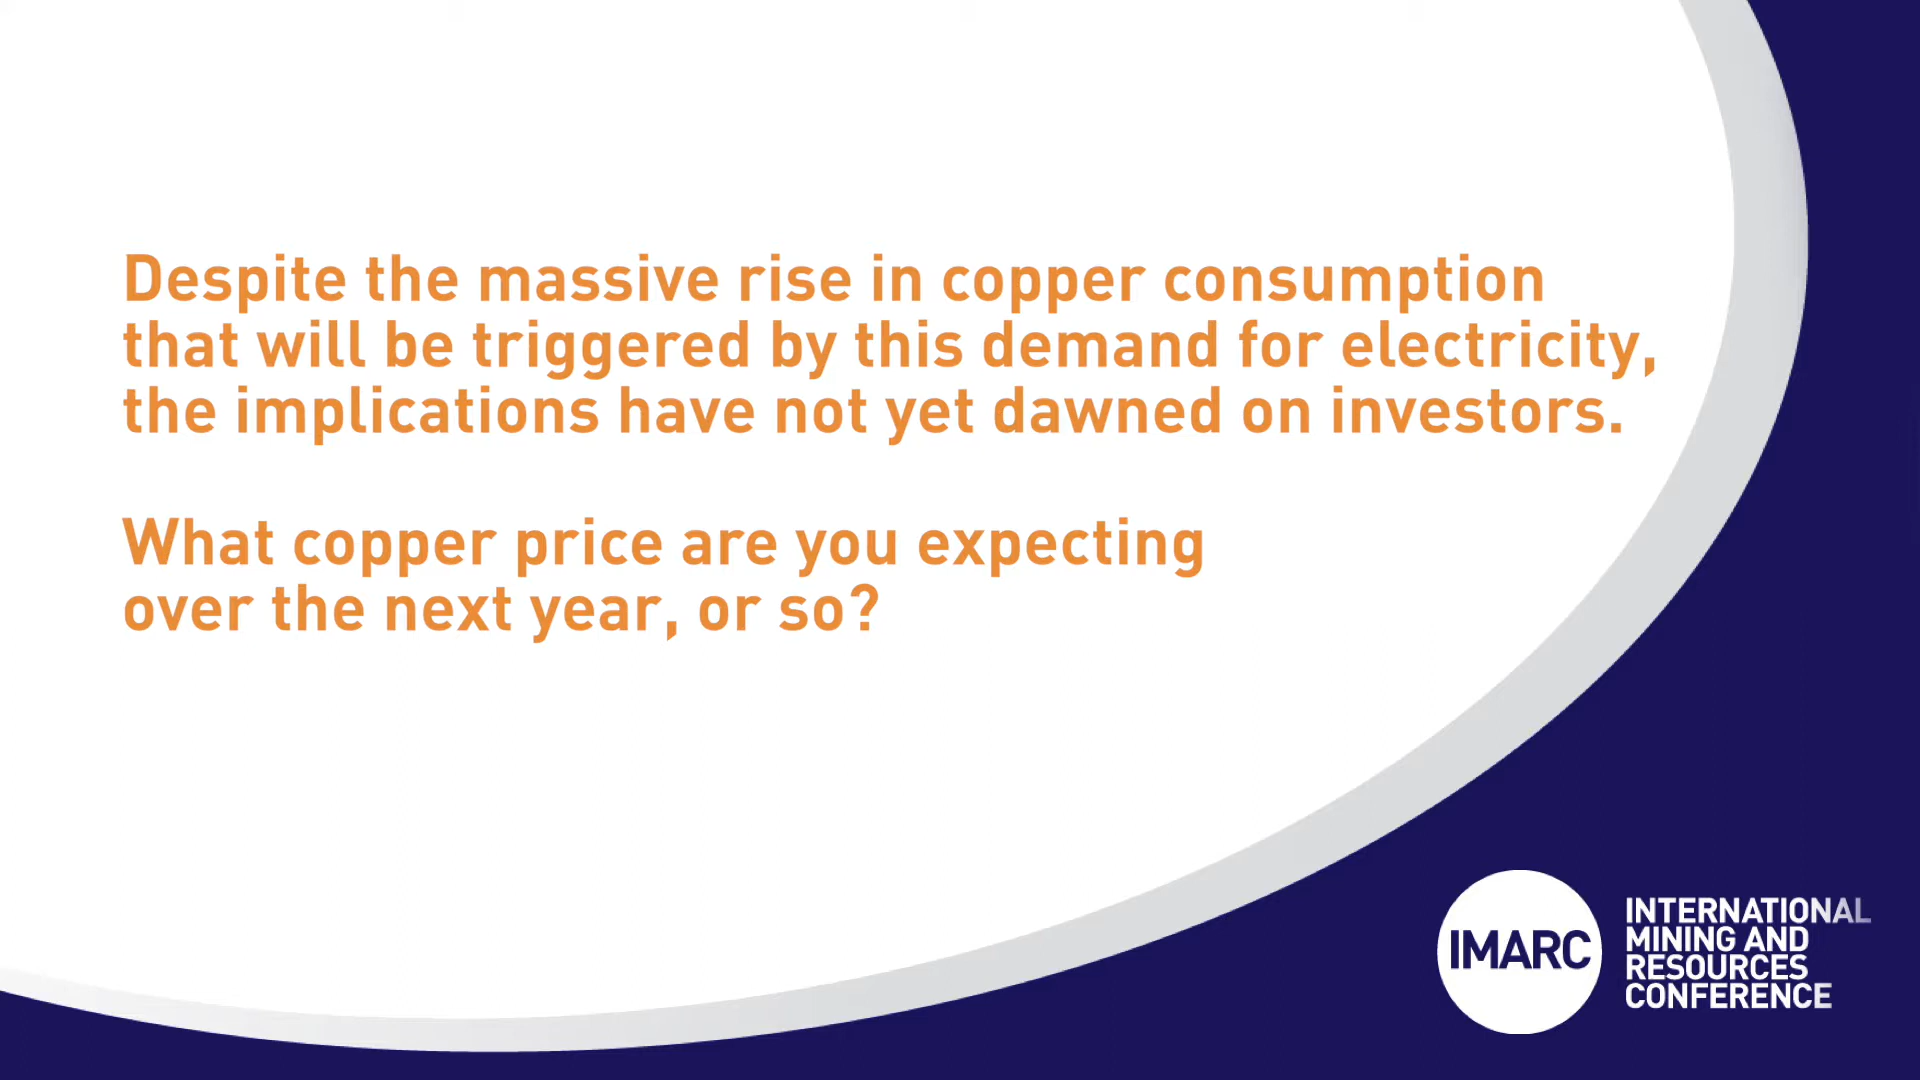 Despite the massive rise in copper consumption
that will be triggered by this demand for electricity,
the implications have not yet dawned on investors.
What copper price are you expecting
over the next year, or so?
IMARC
INTERNATIONAL
MINING AND
RESOURCES
CONFERENCE